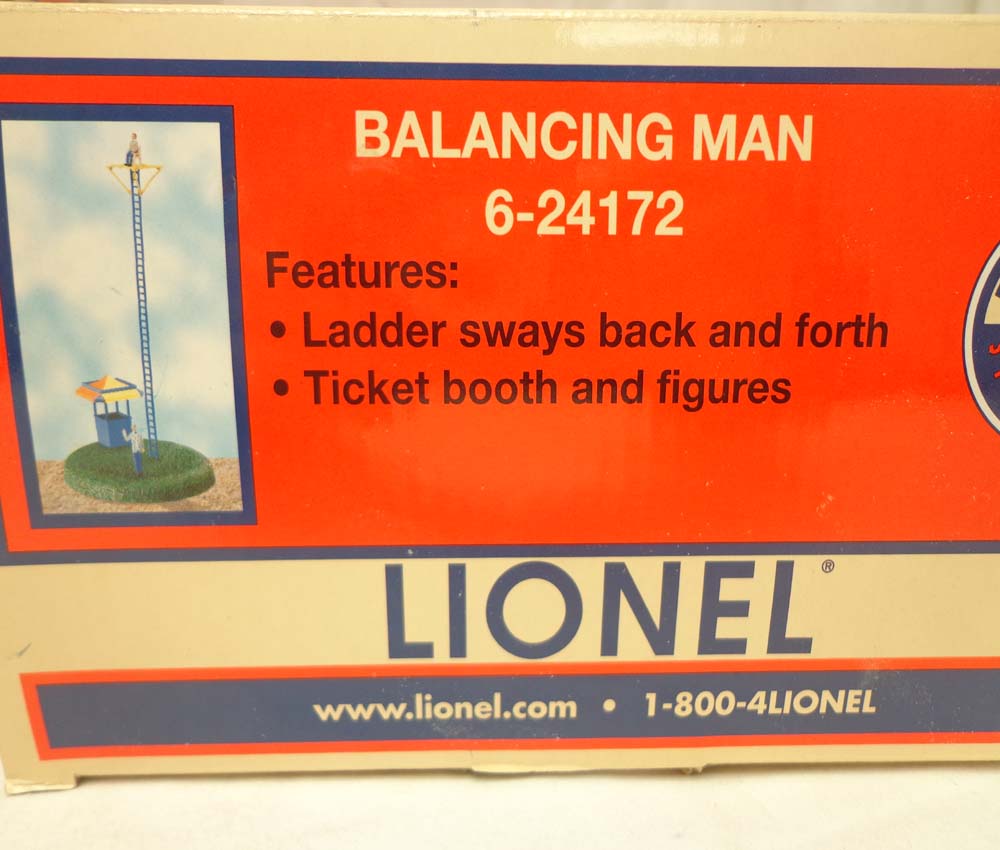 BALANCING MAN
6-24172
Features:
• Ladder sways back and forth
• Ticket booth and figures
LIONEL®
www.lionel.com • 1-800-4LIONEL